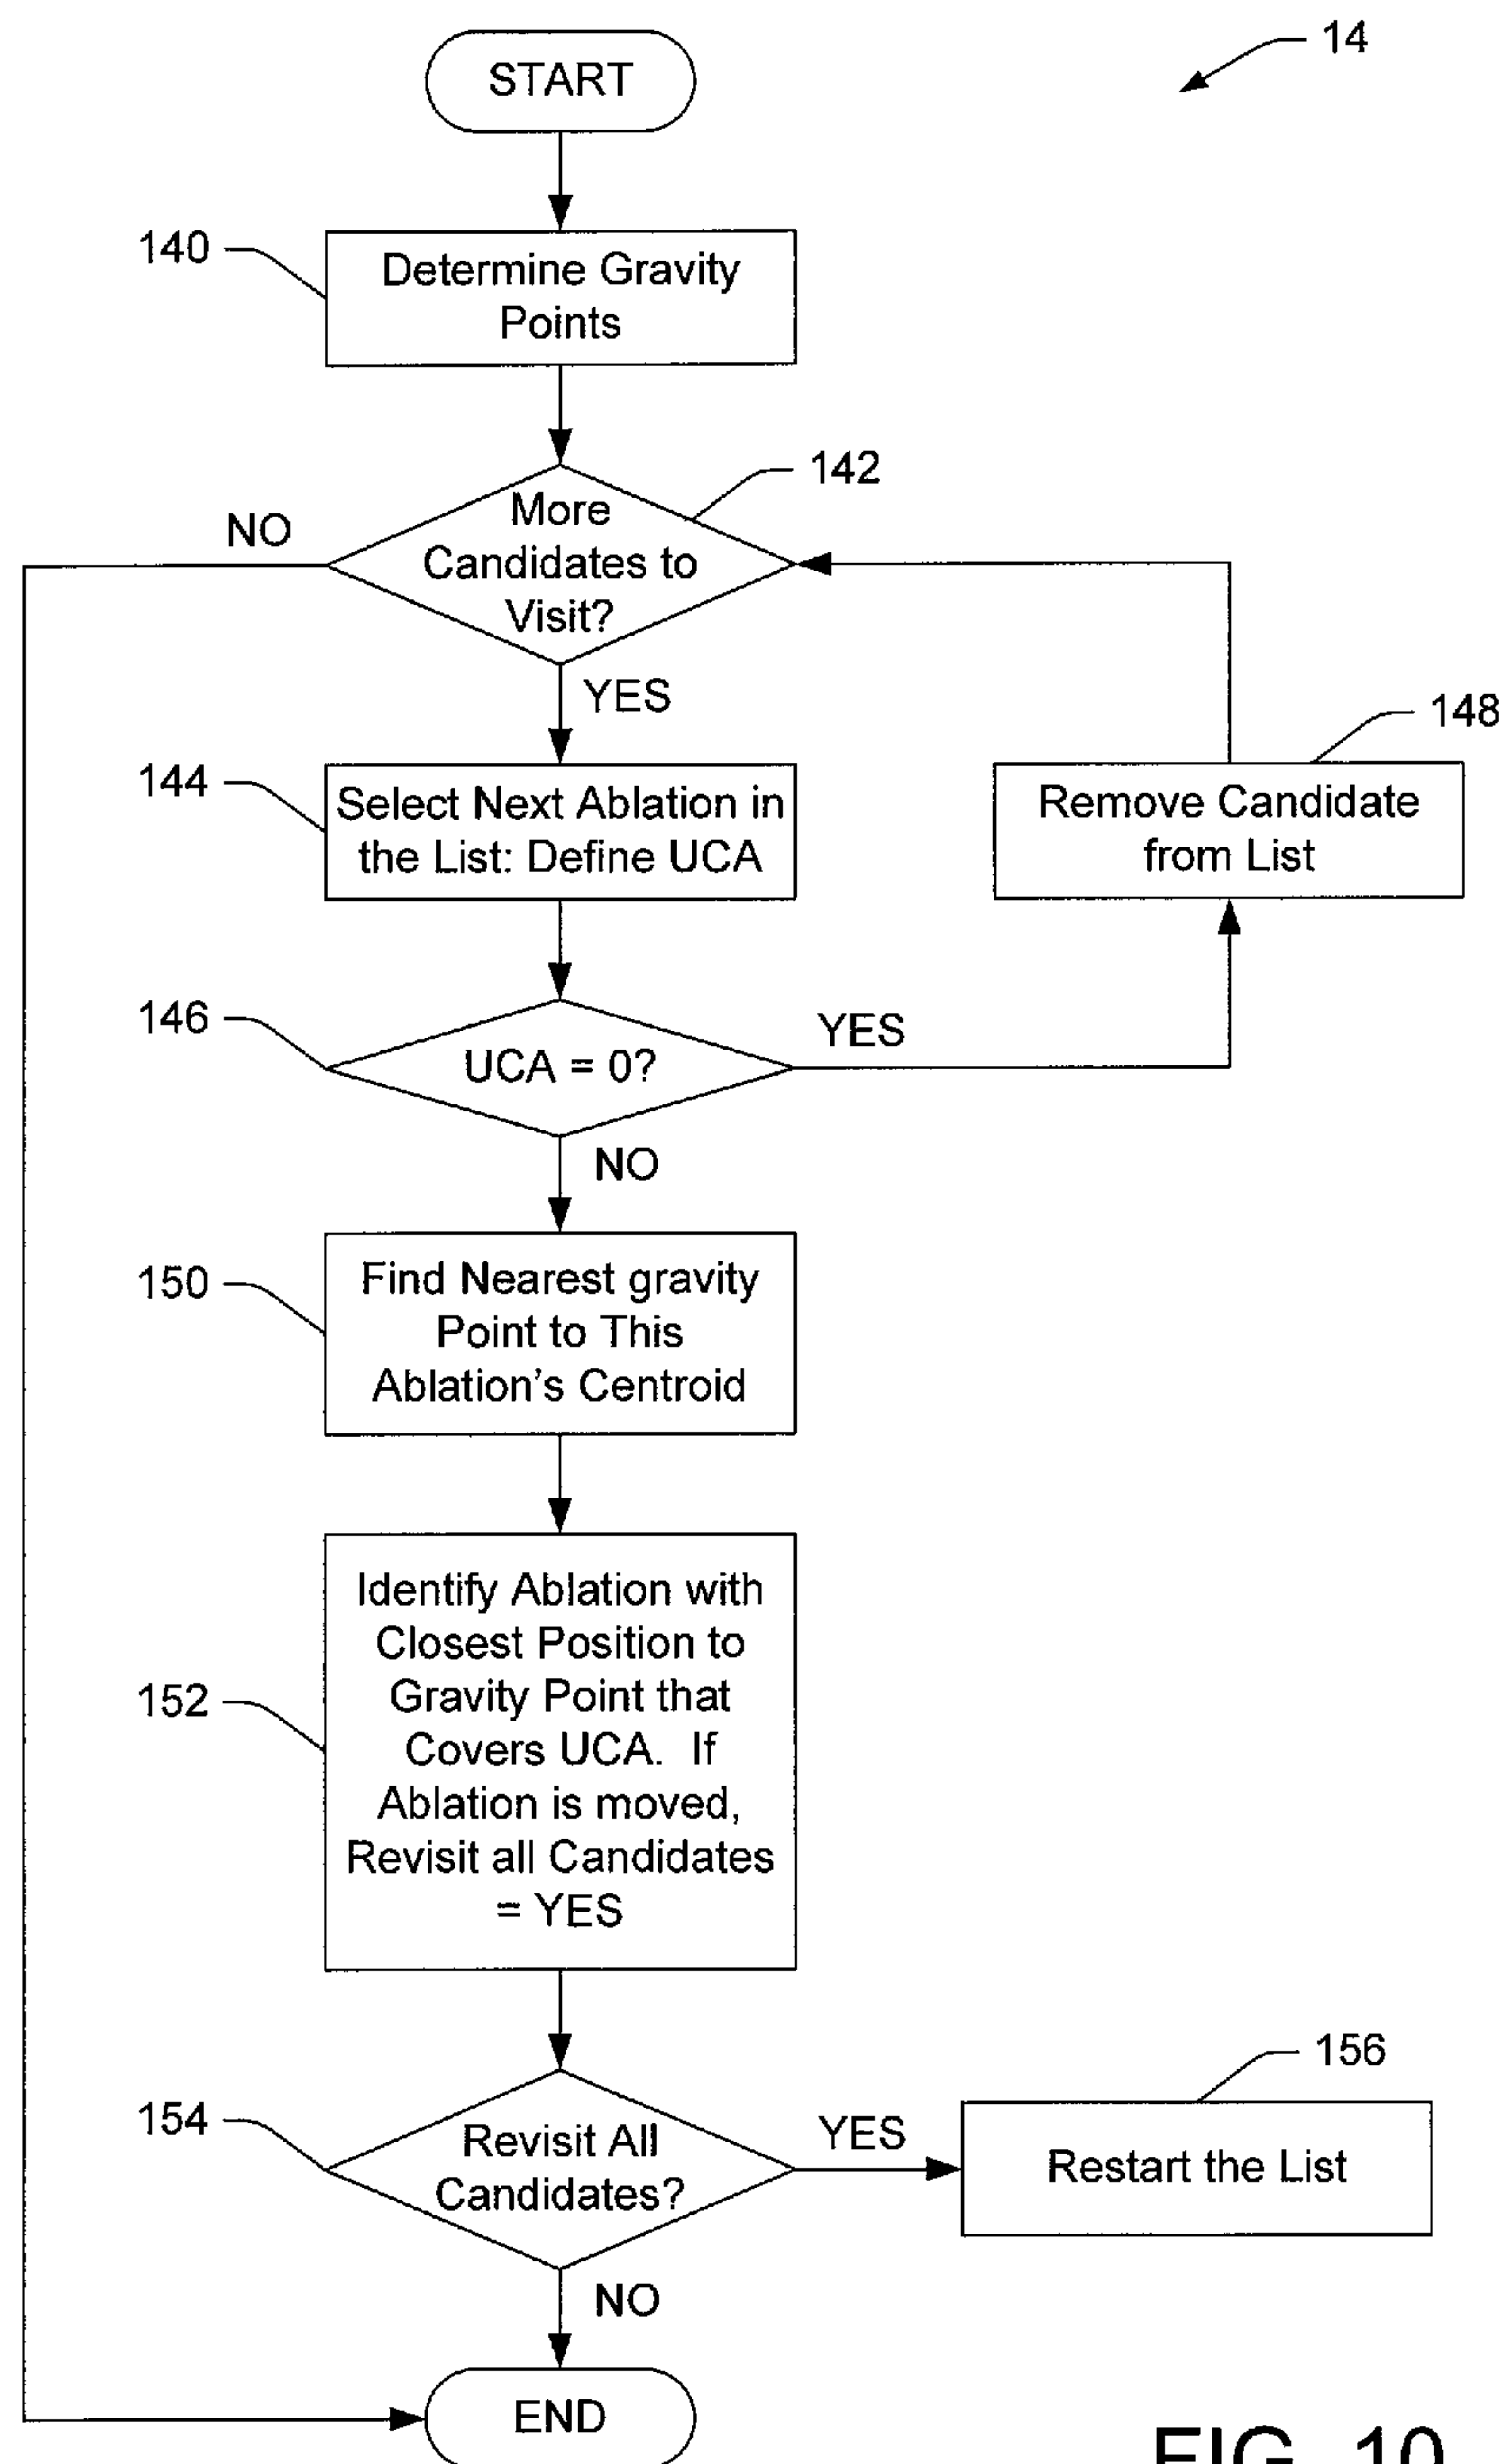 14
START
140
Determine Gravity
Points
142
More
Candidates to
Visit?
NO
YES
144
Select Next Ablation in
the List: Define UCA
148
Remove Candidate
from List
146
UCA = 0?
YES
NO
150
Find Nearest gravity
Point to This
Ablation's Centroid
152
Identify Ablation with
Closest Position to
Gravity Point that
Covers UCA.  If
Ablation is moved,
Revisit all Candidates
= YES
154
Revisit All
Candidates?
YES
156
Restart the List
NO
END
FIG. 10